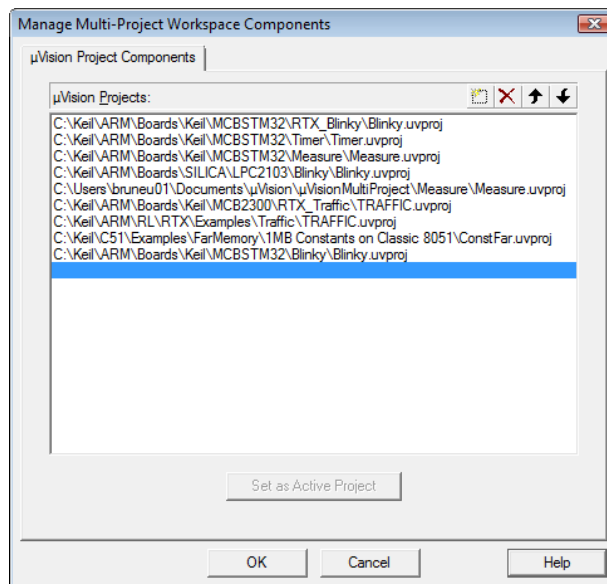 Manage Multi-Project Workspace Components
µVision Project Components
µVision Projects:
C:\Keil\ARM\Boards\Keil\MCBSTM32\RTX_Blinky\Blinky.uvproj
C:\Keil\ARM\Boards\Keil\MCBSTM32\Timer\Timer.uvproj
C:\Keil\ARM\Boards\Keil\MCBSTM32\Measure\Measure.uvproj
C:\Keil\ARM\Boards\SILICA\LPC2103\Blinky\Blinky.uvproj
C:\Users\bruneu01\Documents\µVision\µVisionMultiProject\Measure\Measure.uvproj
C:\Keil\ARM\Boards\Keil\MCB2300\RTX_Traffic\TRAFFIC.uvproj
C:\Keil\ARM\RL\RTX\Examples\Traffic\TRAFFIC.uvproj
C:\Keil\C51\Examples\FarMemory\1MB Constants on Classic 8051\ConstFar.uvproj
C:\Keil\ARM\Boards\Keil\MCBSTM32\Blinky\Blinky.uvproj
Set as Active Project
OK Cancel Help